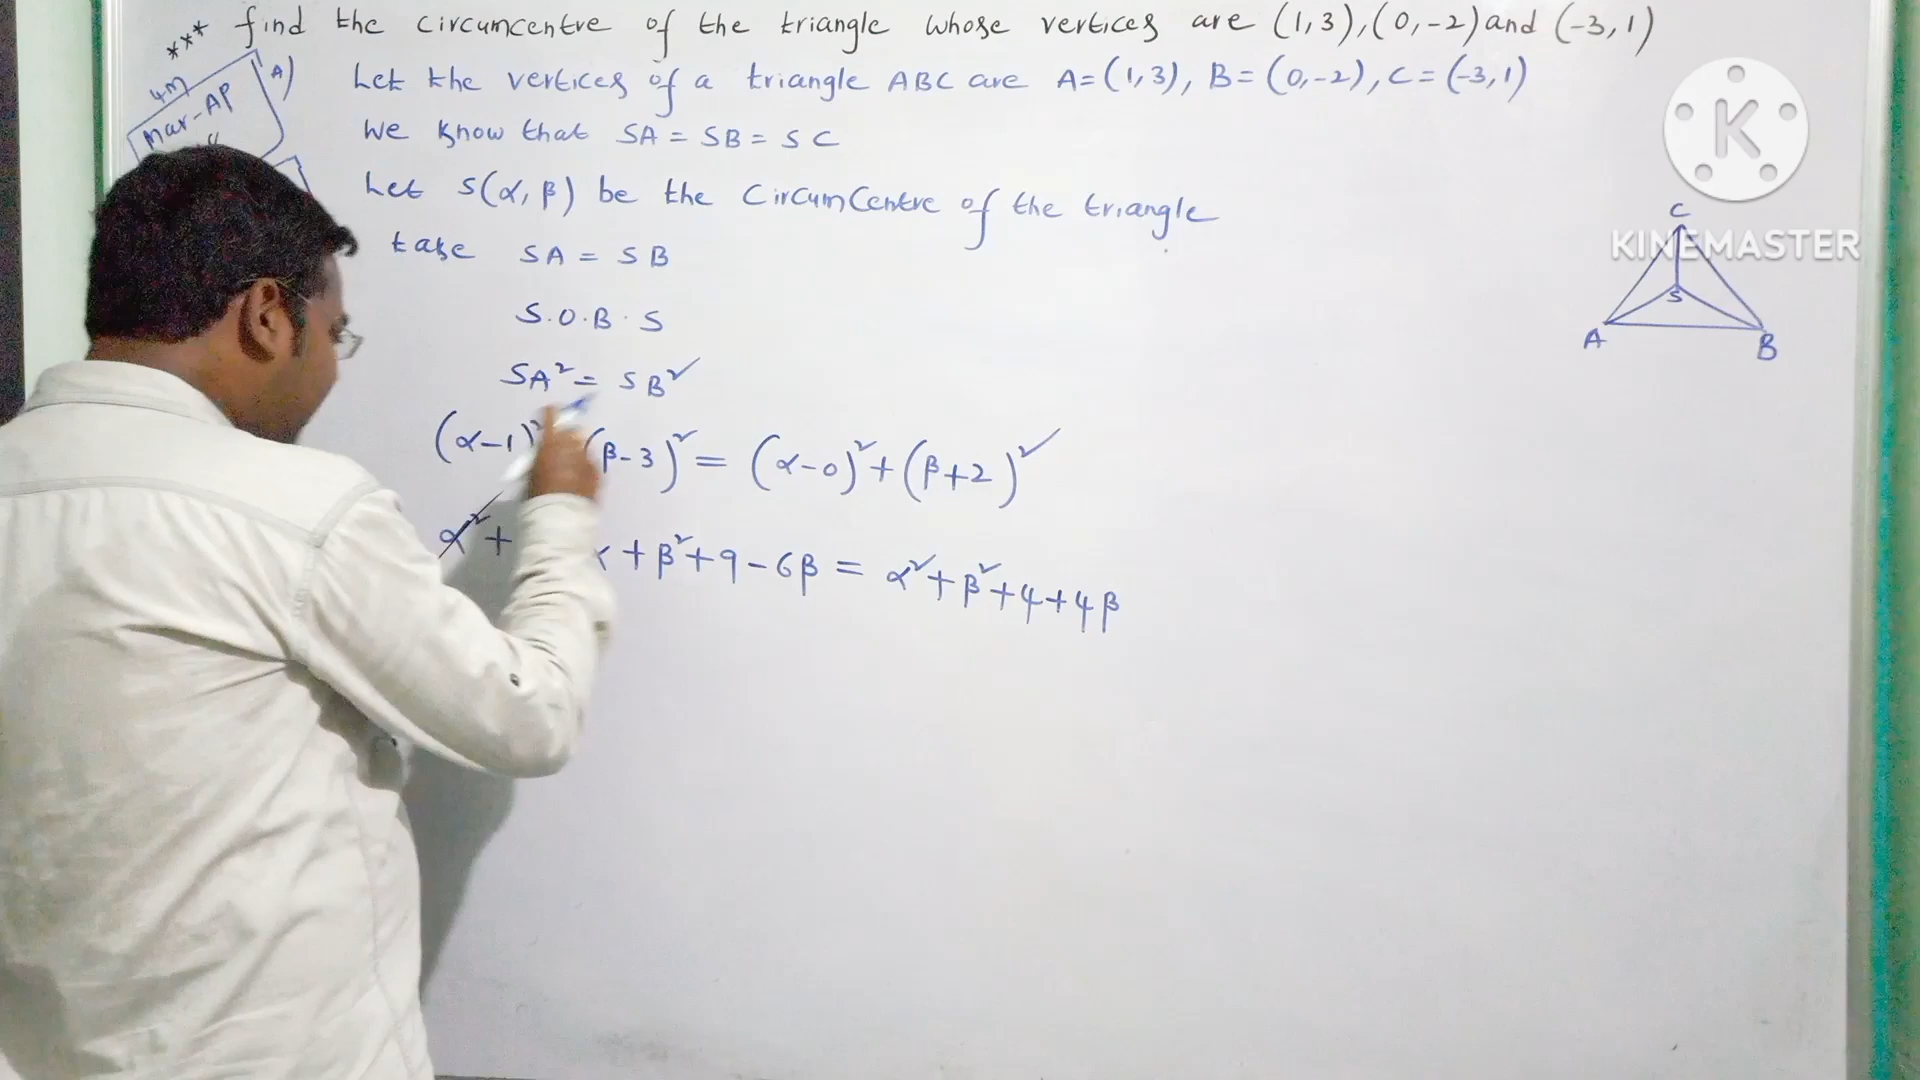 *** find the circumcentre of the triangle whose vertices are (1,3),(0,-2) and (-3,1)
4M
Mar-AP
A) Let the vertices of a triangle ABC are A=(1,3), B=(0,-2), C=(-3,1)
We know that SA = SB = SC
Let S(α,β) be the CircumCentre of the triangle
take SA = SB
S.O.B.S
SA² = SB²
(α-1)² (β-3)² = (α-0)²+(β+2)²
α²+ α+β²+9-6β = α²+β²+4+4β
K
KINEMASTER
C
S
A
B